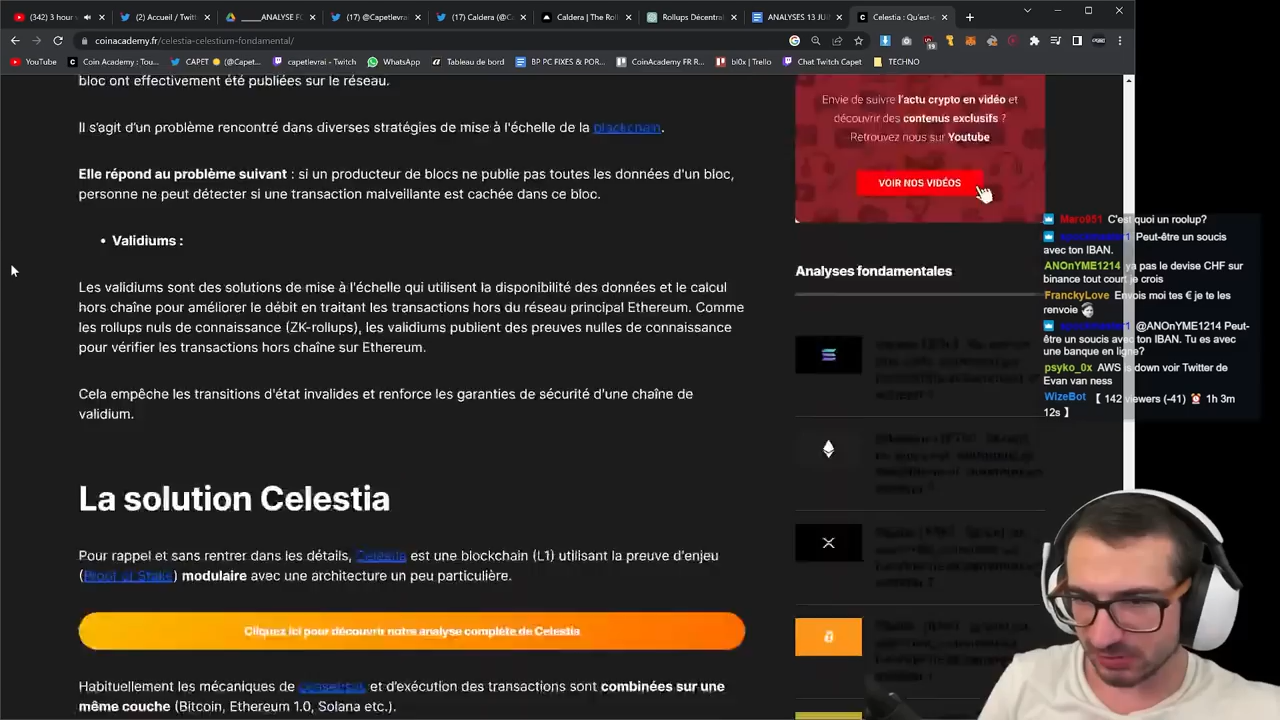 (342) 3 hour
(2) Accueil / Twit
_____ANALYSE F
(17) @Capetlevrai
(17) Caldera (@Ca
Caldera | The Roll
Rollups Décentral
ANALYSES 13 JUI
Celestia : Qu'est-c
coinacademy.fr/celestia-celestium-fondamental/
YouTube
Coin Academy : Tou...
CAPET (@Capet...
capetlevrai - Twitch
WhatsApp
Tableau de bord
BP PC FIXES & POR...
CoinAcademy FR R...
bl0x | Trello
Chat Twitch Capet
TECHNO
bloc ont effectivement été publiées sur le réseau.
Il s'agit d'un problème rencontré dans diverses stratégies de mise à l'échelle de la blockchain.
Elle répond au problème suivant : si un producteur de blocs ne publie pas toutes les données d'un bloc,
personne ne peut détecter si une transaction malveillante est cachée dans ce bloc.
• Validiums :
Les validiums sont des solutions de mise à l'échelle qui utilisent la disponibilité des données et le calcul
hors chaîne pour améliorer le débit en traitant les transactions hors du réseau principal Ethereum. Comme
les rollups nuls de connaissance (ZK-rollups), les validiums publient des preuves nulles de connaissance
pour vérifier les transactions hors chaîne sur Ethereum.
Cela empêche les transitions d'état invalides et renforce les garanties de sécurité d'une chaîne de
validium.
La solution Celestia
Pour rappel et sans rentrer dans les détails, Celestia est une blockchain (L1) utilisant la preuve d'enjeu
(Proof of Stake) modulaire avec une architecture un peu particulière.
Cliquez ici pour découvrir notre analyse complète de Celestia
Habituellement les mécaniques de consensus et d'exécution des transactions sont combinées sur une
même couche (Bitcoin, Ethereum 1.0, Solana etc.).
Envie de suivre l'actu crypto en vidéo et
découvrir des contenus exclusifs ?
Retrouvez nous sur Youtube
VOIR NOS VIDÉOS
Analyses fondamentales
Maro951 C'est quoi un roolup?
Peut-être un soucis
avec ton IBAN.
ANOnYME1214 ya pas le devise CHF sur
binance tout court je crois
FranckyLove Envois moi tes € je te les
renvoie
@ANOnYME1214 Peut-
être un soucis avec ton IBAN. Tu es avec
une banque en ligne?
psyko_0x AWS is down voir Twitter de
Evan van ness
WizeBot 【 142 viewers (-41) ⏰ 1h 3m
12s 】